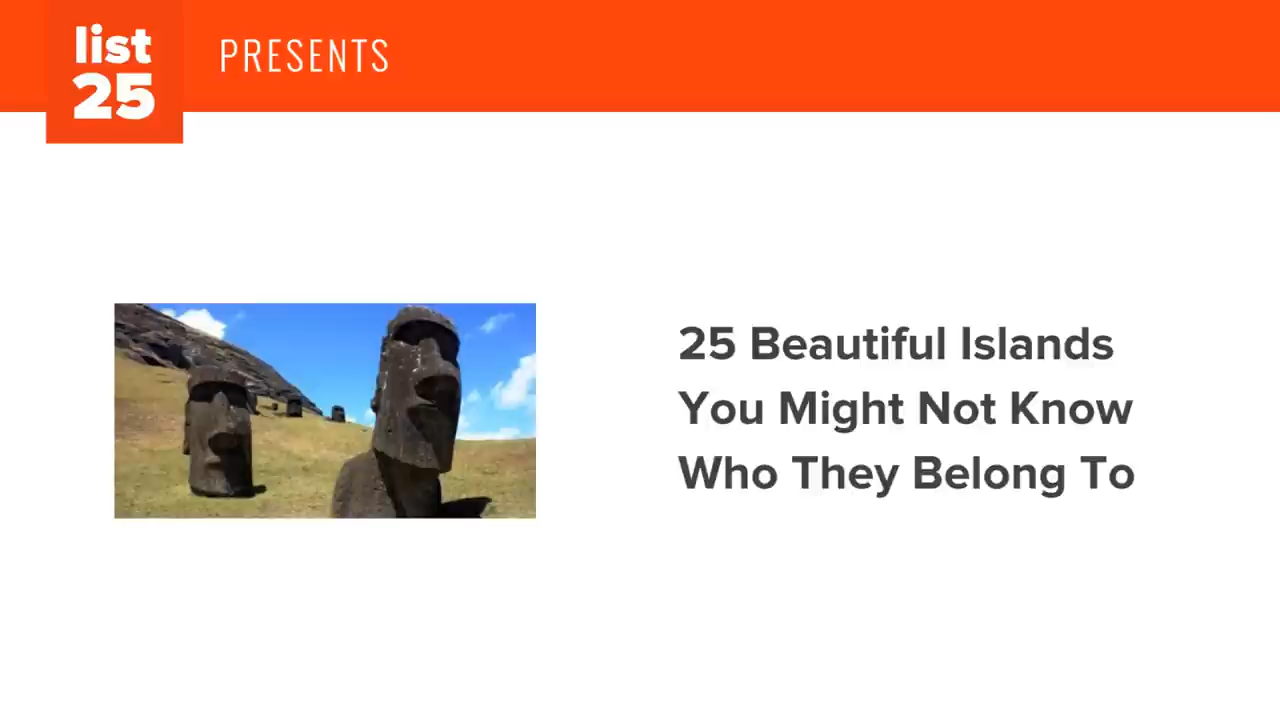 list
25
PRESENTS
25 Beautiful Islands
You Might Not Know
Who They Belong To